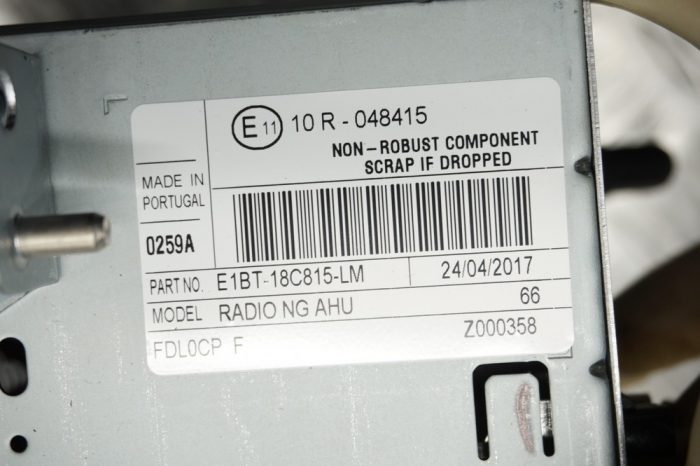 E 11 10 R - 048415
NON-ROBUST COMPONENT
SCRAP IF DROPPED
MADE IN
PORTUGAL
0259A
PART NO. E1BT-18C815-LM 24/04/2017
MODEL RADIO NG AHU 66
FDL0CP F Z000358